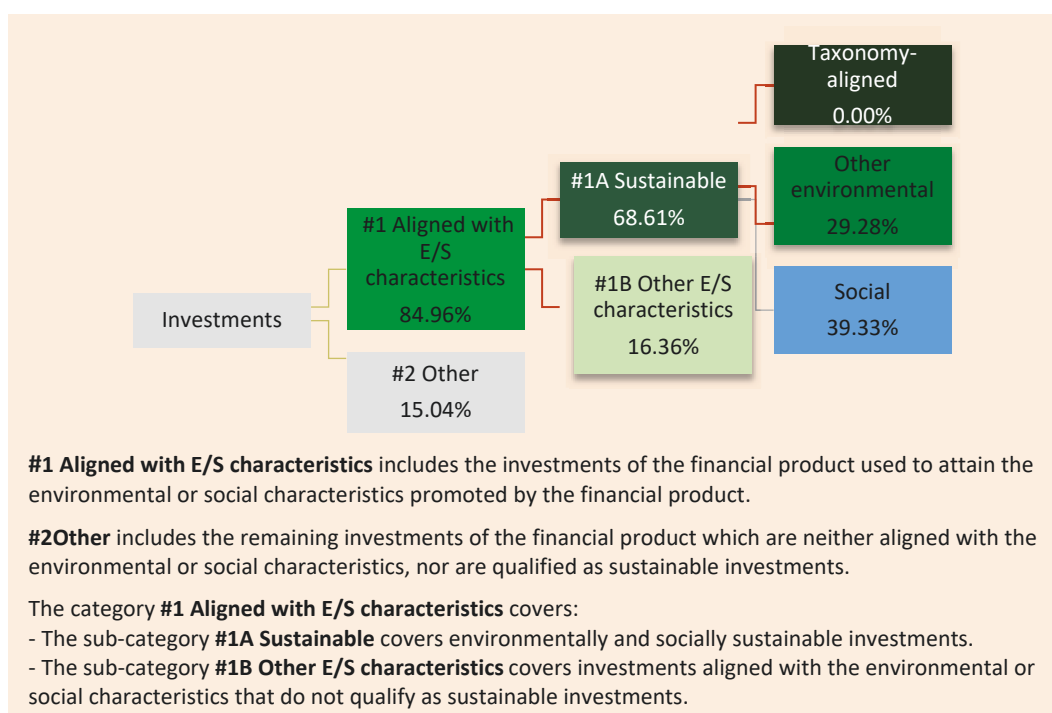 Taxonomy-
aligned
0.00%
#1A Sustainable
68.61%
Other
environmental
29.28%
#1 Aligned with
E/S
characteristics
84.96%
#1B Other E/S
characteristics
16.36%
Social
39.33%
Investments
#2 Other
15.04%
#1 Aligned with E/S characteristics includes the investments of the financial product used to attain the
environmental or social characteristics promoted by the financial product.
#2Other includes the remaining investments of the financial product which are neither aligned with the
environmental or social characteristics, nor are qualified as sustainable investments.
The category #1 Aligned with E/S characteristics covers:
- The sub-category #1A Sustainable covers environmentally and socially sustainable investments.
- The sub-category #1B Other E/S characteristics covers investments aligned with the environmental or
social characteristics that do not qualify as sustainable investments.